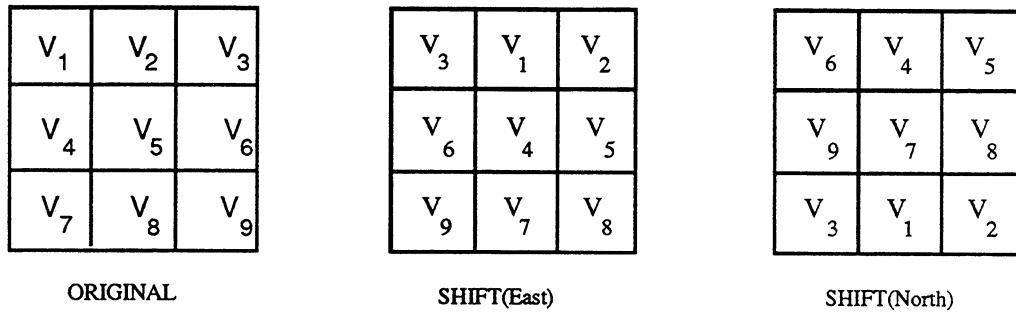 V1 V2 V3 V3 V1 V2 V6 V4 V5
V4 V5 V6 V6 V4 V5 V9 V7 V8
V7 V8 V9 V9 V7 V8 V3 V1 V2
ORIGINAL SHIFT(East) SHIFT(North)